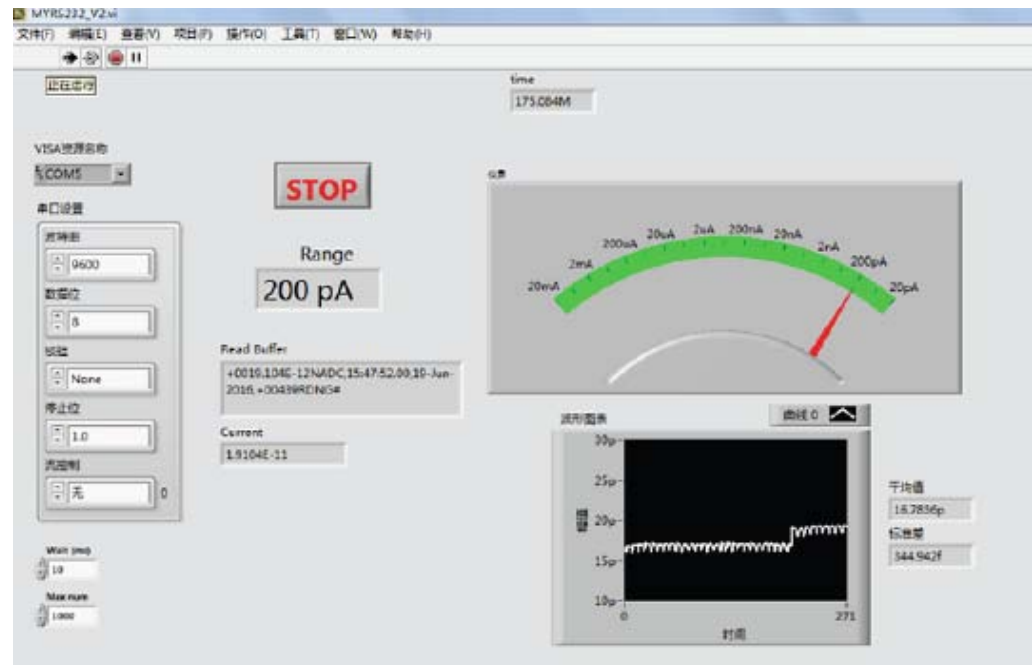 MYRS232_V2.vi
文件(F) 编辑(E) 查看(V) 项目(P) 操作(O) 工具(T) 窗口(W) 帮助(H)
正在运行
time
175.084M
VISA资源名称
COM5
串口设置
波特率
9600
数据位
8
校验
None
停止位
1.0
流控制
无 0
Wait (ms)
10
Max num
1000
STOP
Range
200 pA
Read Buffer
+0019.104E-12NADC,15:47:52.00,19-Jun-
2016,+00439RDNG#
Current
1.9104E-11
仪表
20mA 2mA 200uA 20uA 2uA 200nA 20nA 2nA 200pA 20pA
波形图表
曲线 0
幅值
30p
25p
20p
15p
10p
0 271
时间
平均值
16.7836p
标准差
344.942f